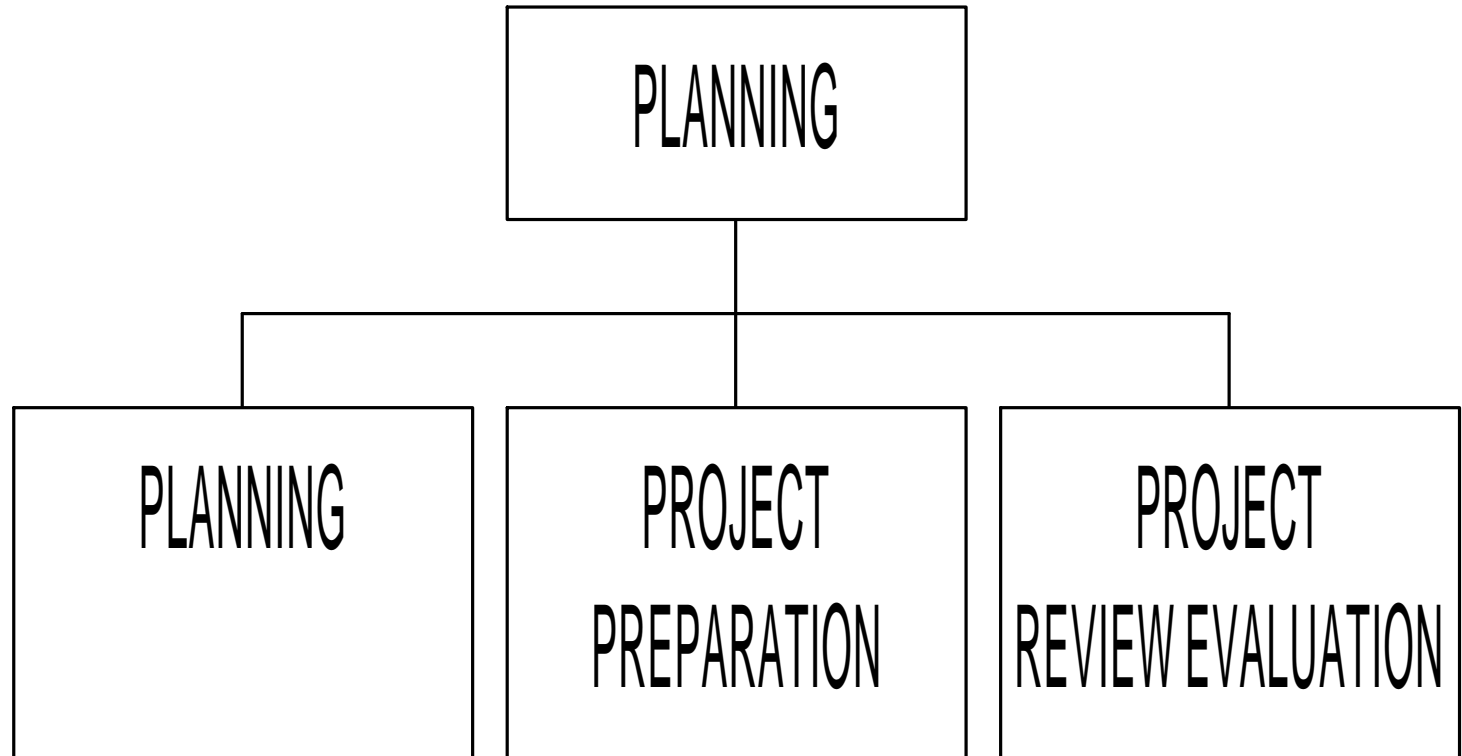 PLANNING
PLANNING
PROJECT
PREPARATION
PROJECT
REVIEW EVALUATION